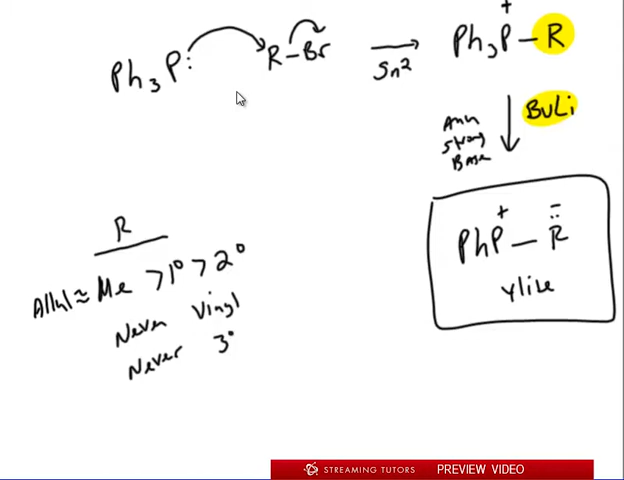 Ph3P: R-Br Sn2 Ph3P+-R
BuLi
Any
Strong
Base
PhP+-R
ylide
R
Allyl ≈ Me > 1° > 2°
Never Vinyl
Never 3°
STREAMING TUTORS PREVIEW VIDEO